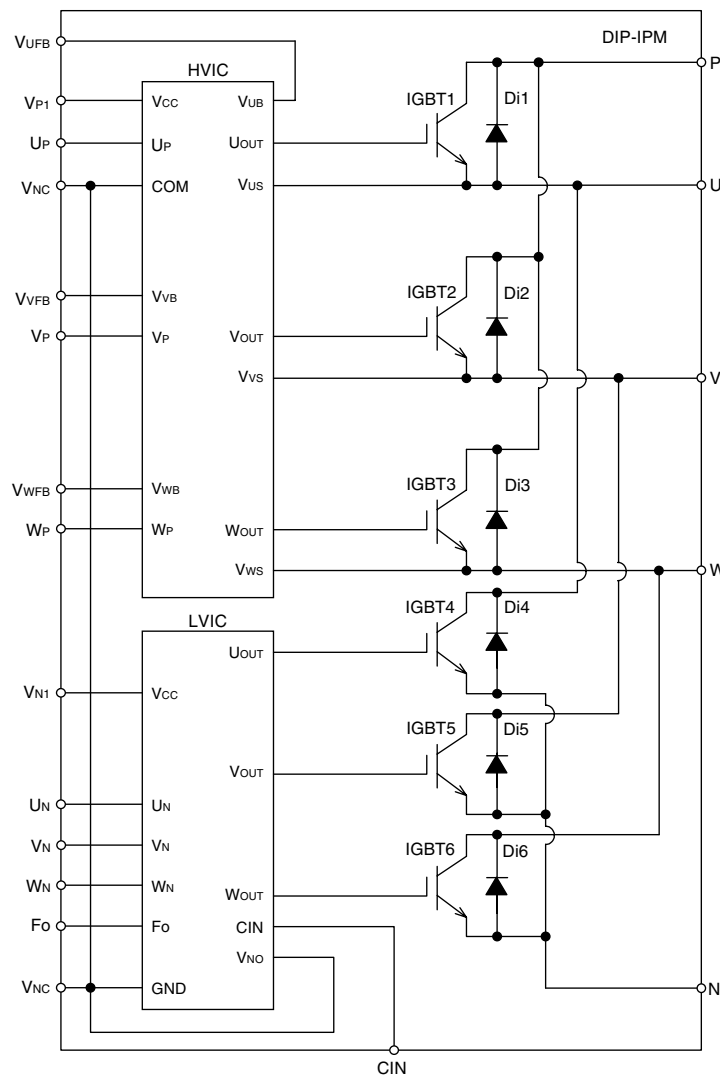 DIP-IPM
VUFB
HVIC
P
VP1
VCC
VUB
IGBT1
Di1
UP
UP
UOUT
VNC
COM
VUS
U
VVFB
VVB
IGBT2
Di2
VP
VP
VOUT
VVS
V
VWFB
VWB
IGBT3
Di3
WP
WP
WOUT
VWS
W
LVIC
IGBT4
Di4
UOUT
VN1
VCC
IGBT5
Di5
VOUT
UN
UN
VN
VN
IGBT6
Di6
WN
WN
WOUT
Fo
Fo
CIN
VNO
VNC
GND
N
CIN